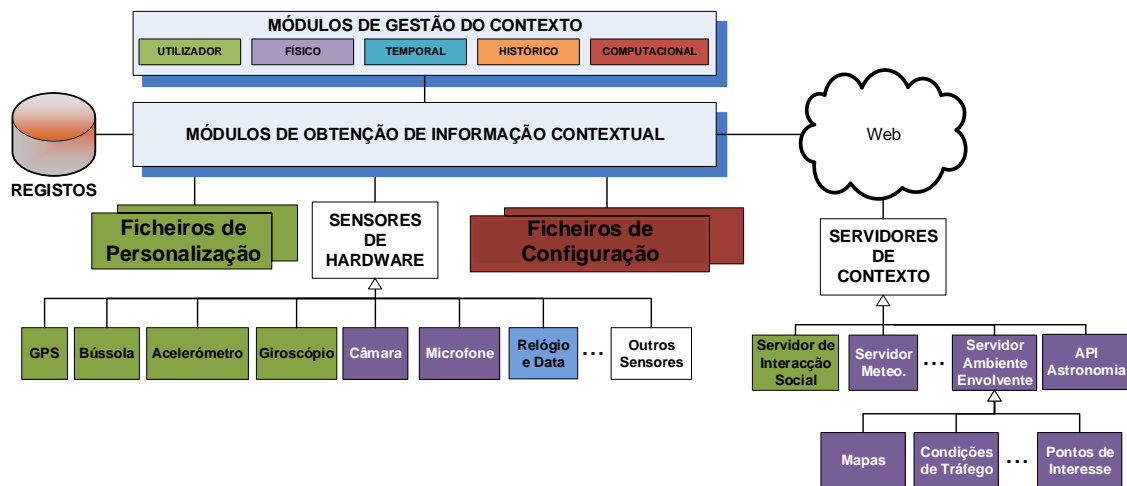 MÓDULOS DE GESTÃO DO CONTEXTO
UTILIZADOR
FÍSICO
TEMPORAL
HISTÓRICO
COMPUTACIONAL
MÓDULOS DE OBTENÇÃO DE INFORMAÇÃO CONTEXTUAL
Web
REGISTOS
Ficheiros de
Personalização
SENSORES
DE
HARDWARE
Ficheiros de
Configuração
SERVIDORES
DE
CONTEXTO
GPS
Bússola
Acelerómetro
Giroscópio
Câmara
Microfone
Relógio
e Data
...
Outros
Sensores
Servidor de
Interacção
Social
Servidor
Meteo.
...
Servidor
Ambiente
Envolvente
API
Astronomia
Mapas
Condições
de Tráfego
...
Pontos de
Interesse